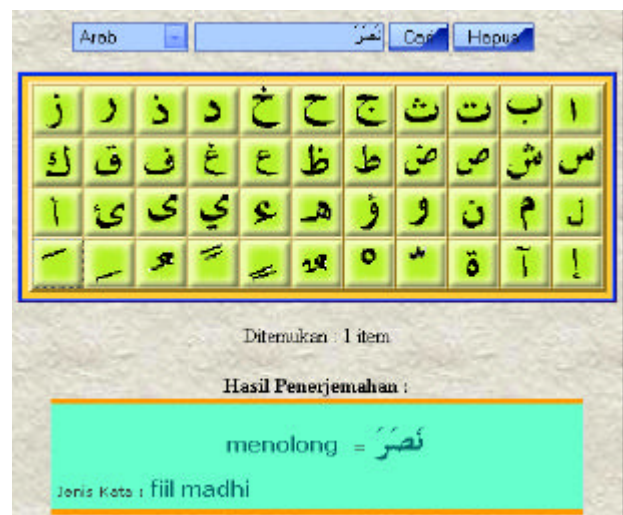 Arab نَصَرَ Cari Hapus
ا ب ت ث ج ح خ د ذ ر ز
س ش ص ض ط ظ ع غ ف ق ك
ل م ن و ؤ هـ ء ي ى ئ أ
إ آ ة ّ ْ ٌ ٍ ً ُ ِ َ
Ditemukan : 1 item
Hasil Penerjemahan :
menolong = نَصَرَ
Jenis Kata : fiil madhi